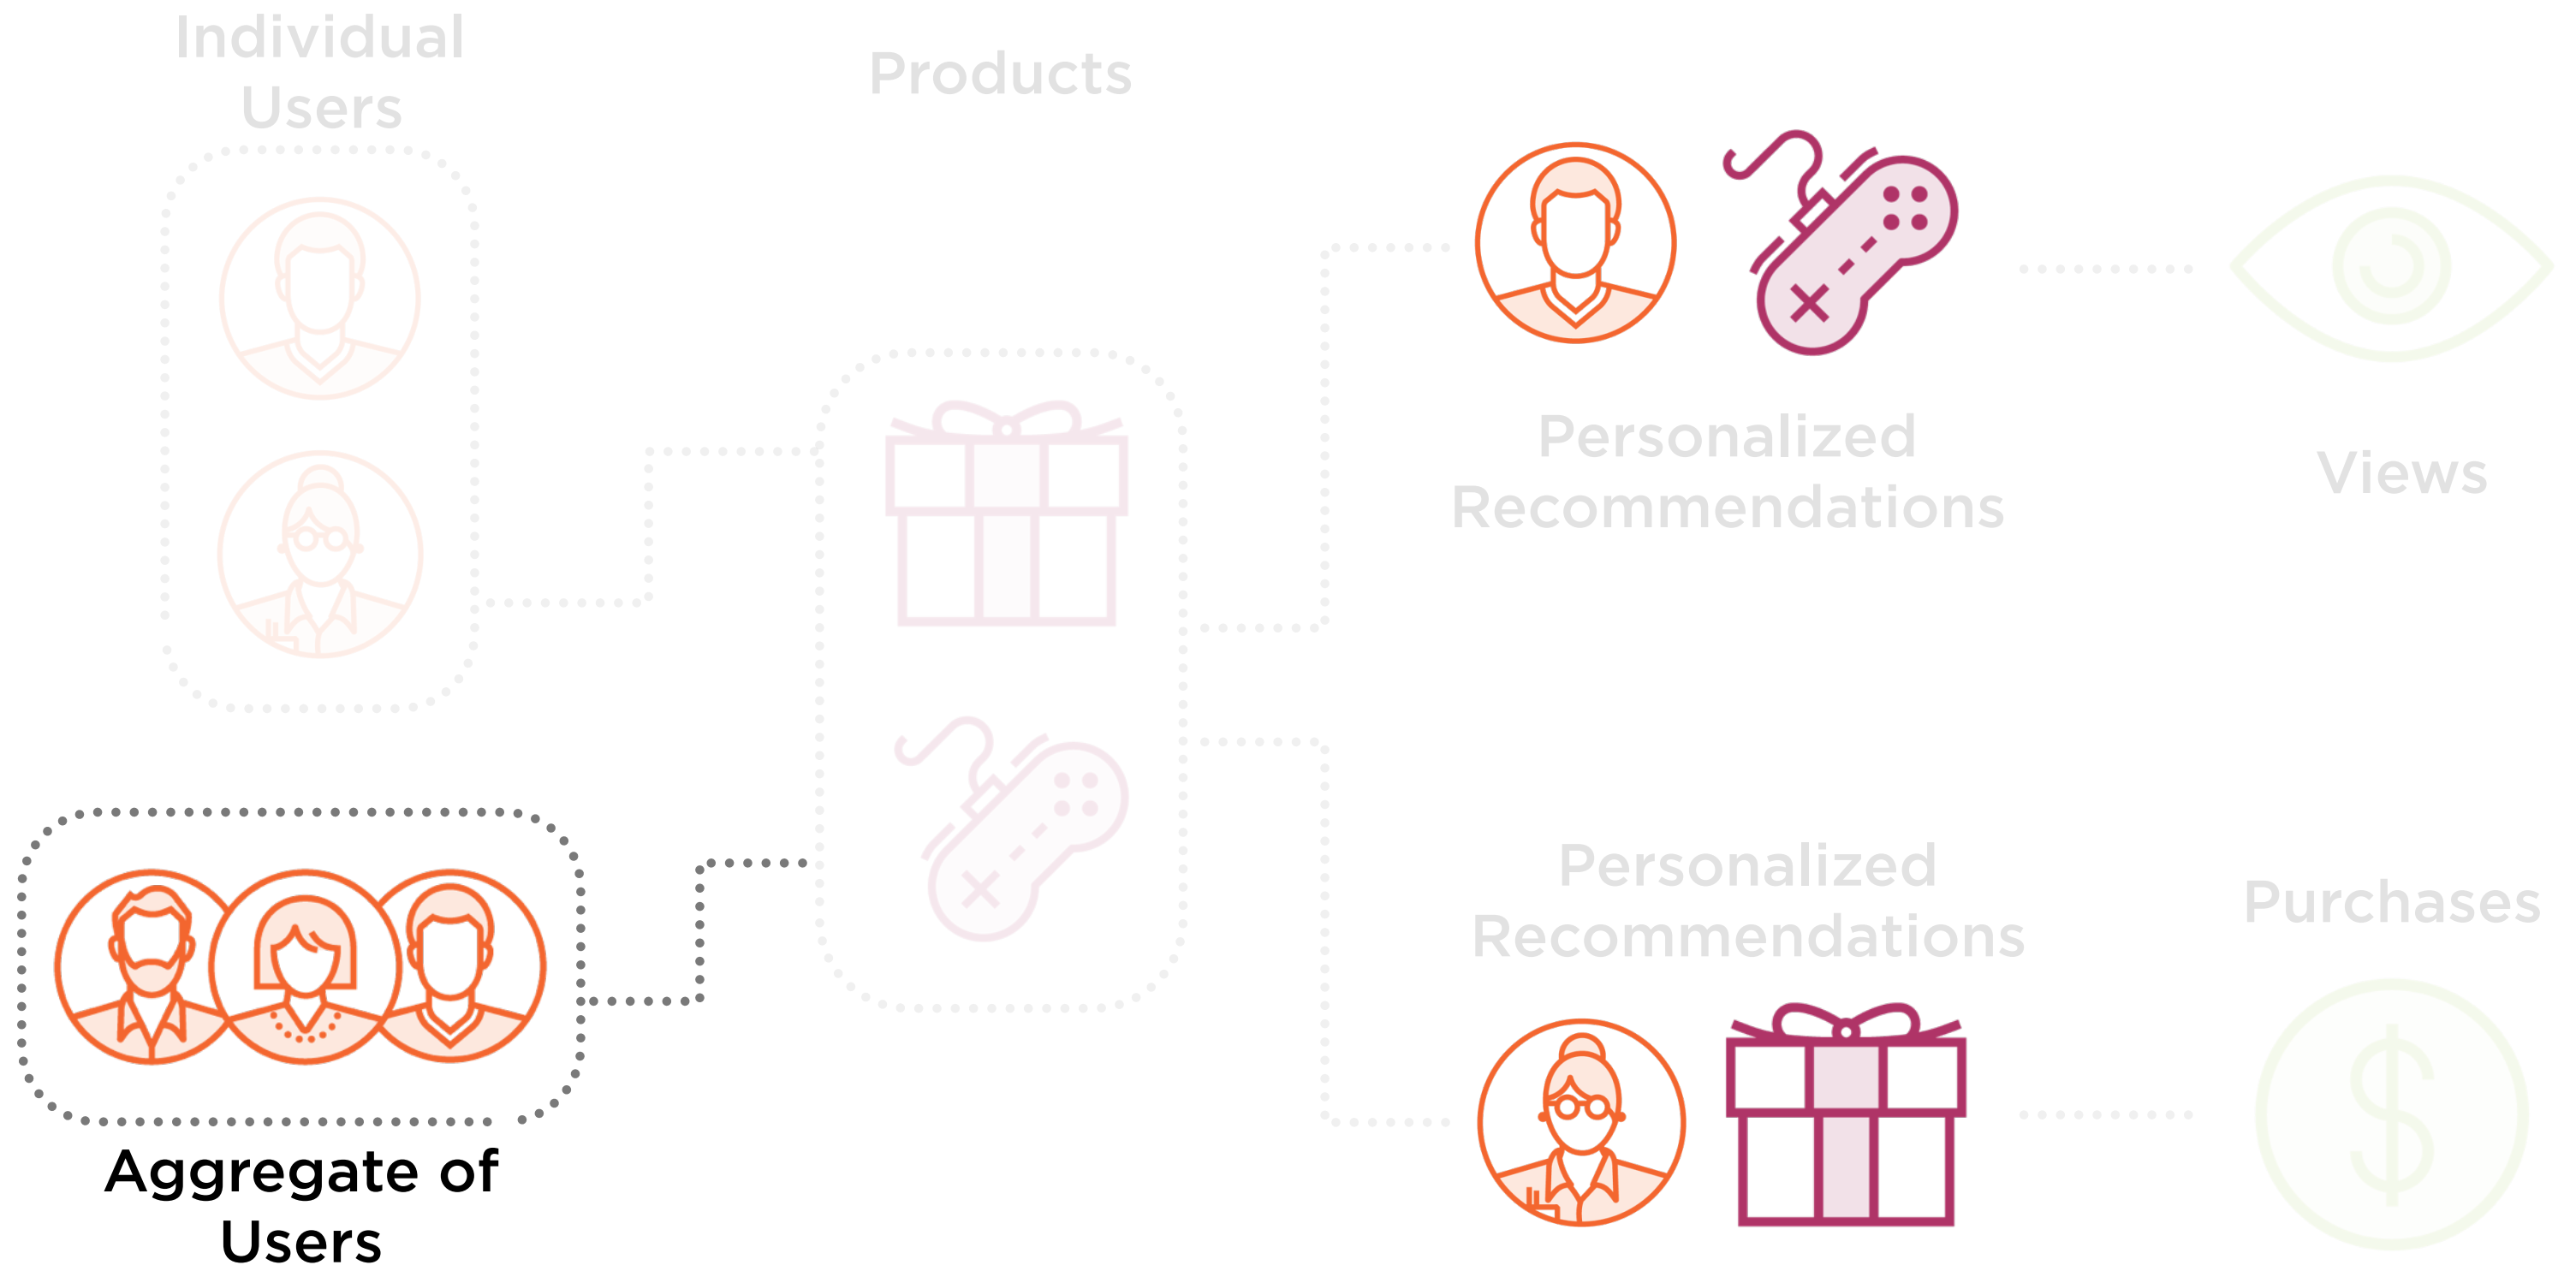 Individual
Users
Products
Personalized
Recommendations
Views
Aggregate of
Users
Personalized
Recommendations
Purchases